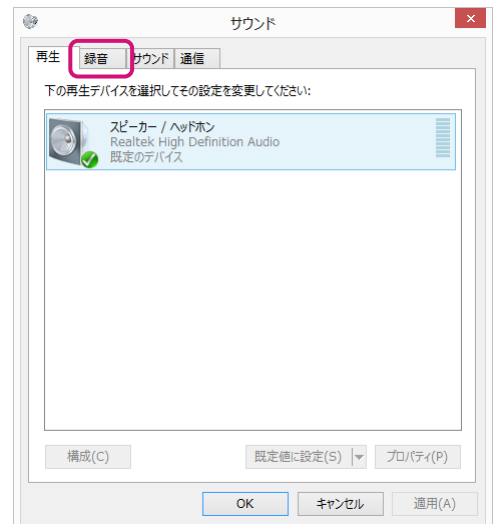 サウンド
再生 録音 サウンド 通信
下の再生デバイスを選択してその設定を変更してください:
スピーカー / ヘッドホン
Realtek High Definition Audio
既定のデバイス
構成(C) 既定値に設定(S) プロパティ(P)
OK キャンセル 適用(A)